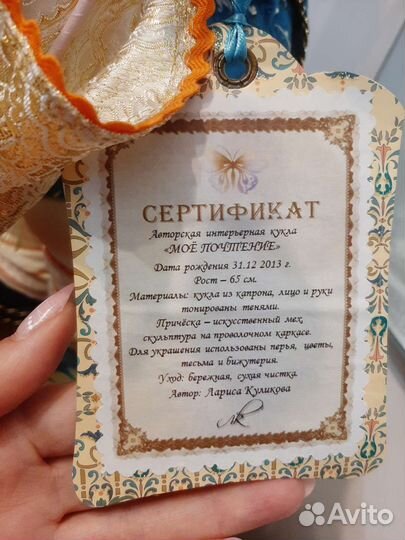 СЕРТИФИКАТ
Авторская интерьерная кукла
«МОЁ ПОЧТЕНИЕ»
Дата рождения 31.12 2013 г.
Рост – 65 см.
Материалы: кукла из капрона, лицо и руки
тонированы тенями.
Причёска – искусственный мех,
скульптура на проволочном каркасе.
Для украшения использованы перья, цветы,
тесьма и бижутерия.
Уход: бережная, сухая чистка.
Автор: Лариса Куликова
ЛК
Avito